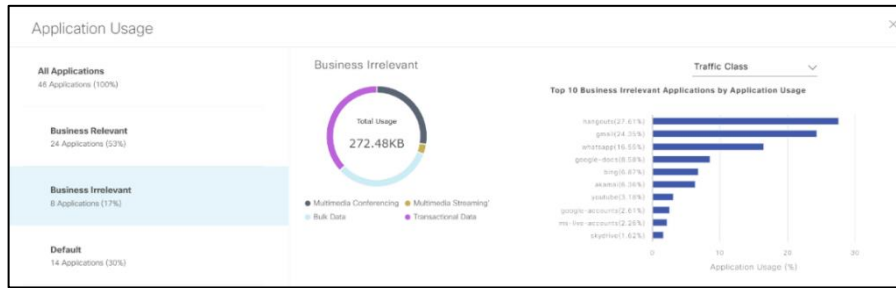 Application Usage
×
All Applications
46 Applications (100%)
Business Relevant
24 Applications (53%)
Business Irrelevant
8 Applications (17%)
Default
14 Applications (30%)
Business Irrelevant
Total Usage
272.48KB
Multimedia Conferencing
Multimedia Streaming'
Bulk Data
Transactional Data
Traffic Class
Top 10 Business Irrelevant Applications by Application Usage
hangouts(27.61%)
gmail(24.35%)
whatsapp(16.55%)
google-docs(8.58%)
bing(6.87%)
akamai(6.36%)
youtube(3.18%)
google-accounts(2.61%)
ms-live-accounts(2.26%)
skydrive(1.62%)
0 10 20 30
Application Usage (%)